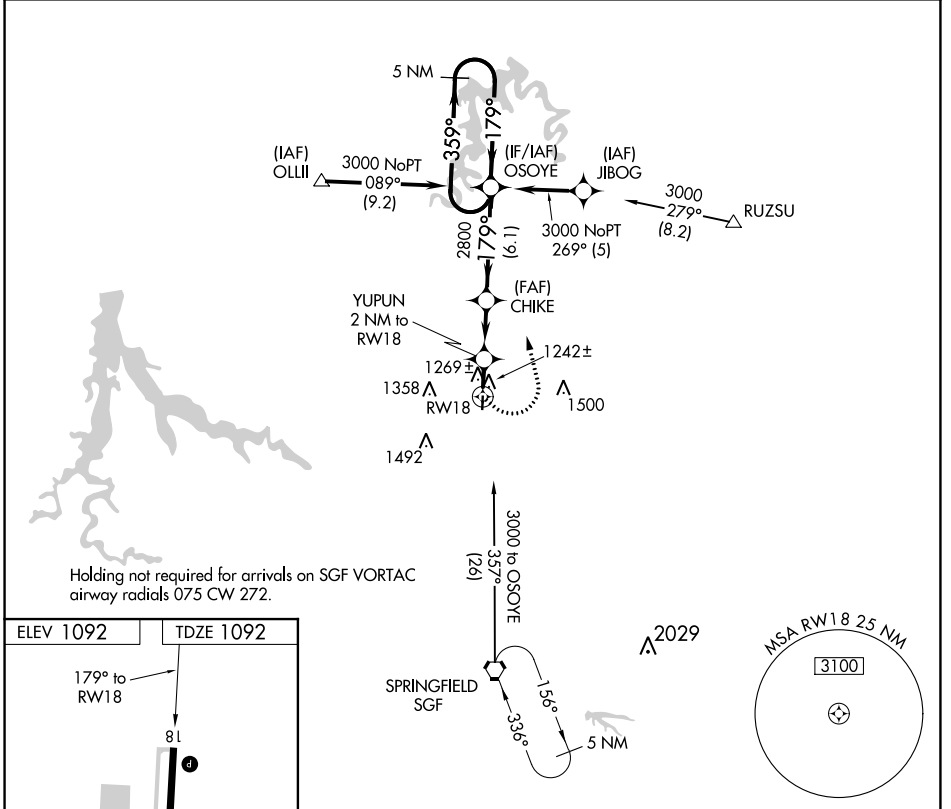 5 NM
359°
179°
(IAF)
OLLII
3000 NoPT
089°
(9.2)
(IF/IAF)
OSOYE
(IAF)
JIBOG
3000
279°
(8.2)
RUZSU
3000 NoPT
269° (5)
2800
179°
(6.1)
(FAF)
CHIKE
YUPUN
2 NM to
RW18
1269±
1242±
1358
RW18
1500
1492
3000 to OSOYE
357°
(26)
Holding not required for arrivals on SGF VORTAC
airway radials 075 CW 272.
ELEV 1092
TDZE 1092
179° to
RW18
18
P
SPRINGFIELD
SGF
156°
336°
5 NM
2029
MSA RW18 25 NM
3100